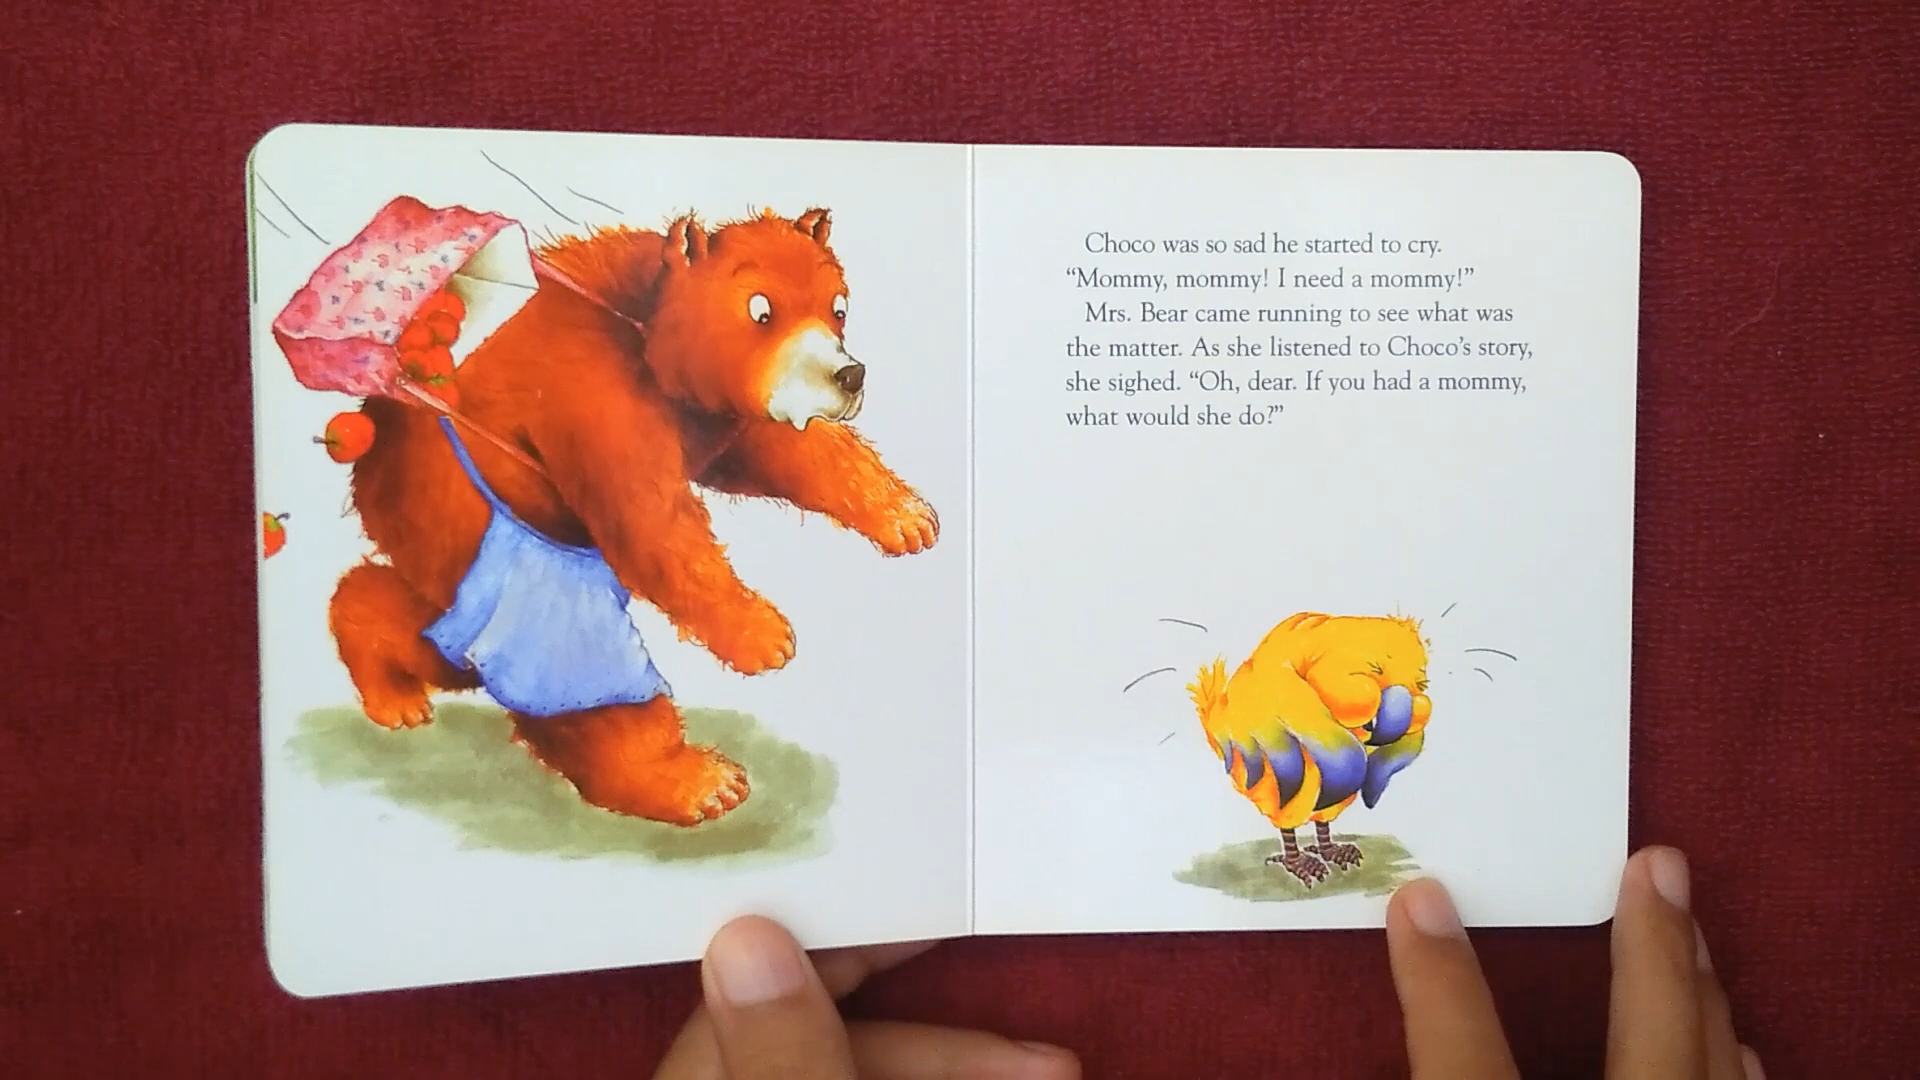 Choco was so sad he started to cry.
“Mommy, mommy! I need a mommy!”
Mrs. Bear came running to see what was
the matter. As she listened to Choco’s story,
she sighed. “Oh, dear. If you had a mommy,
what would she do?”